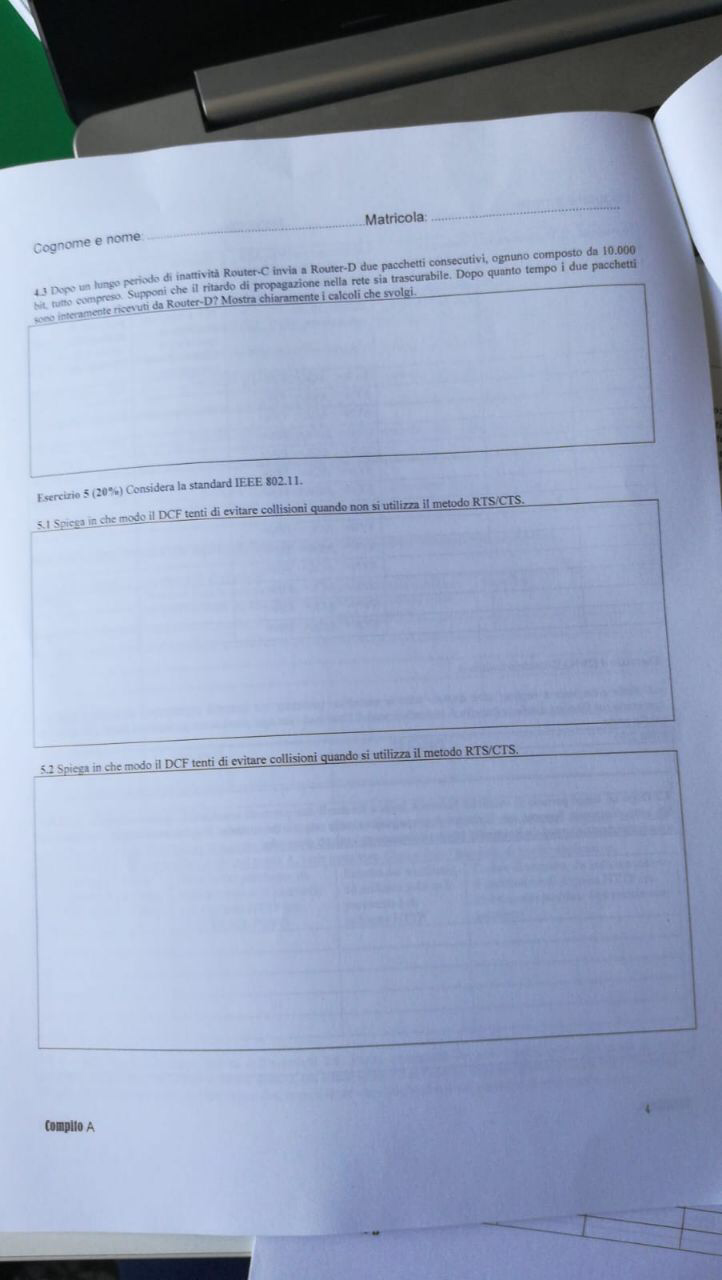 Cognome e nome: ............................................................Matricola: ......................................................
4.3 Dopo un lungo periodo di inattività Router-C invia a Router-D due pacchetti consecutivi, ognuno composto da 10.000
bit, tutto compreso. Supponi che il ritardo di propagazione nella rete sia trascurabile. Dopo quanto tempo i due pacchetti
sono interamente ricevuti da Router-D? Mostra chiaramente i calcoli che svolgi.
Esercizio 5 (20%) Considera la standard IEEE 802.11.
5.1 Spiega in che modo il DCF tenti di evitare collisioni quando non si utilizza il metodo RTS/CTS.
5.2 Spiega in che modo il DCF tenti di evitare collisioni quando si utilizza il metodo RTS/CTS.
4
Compito A